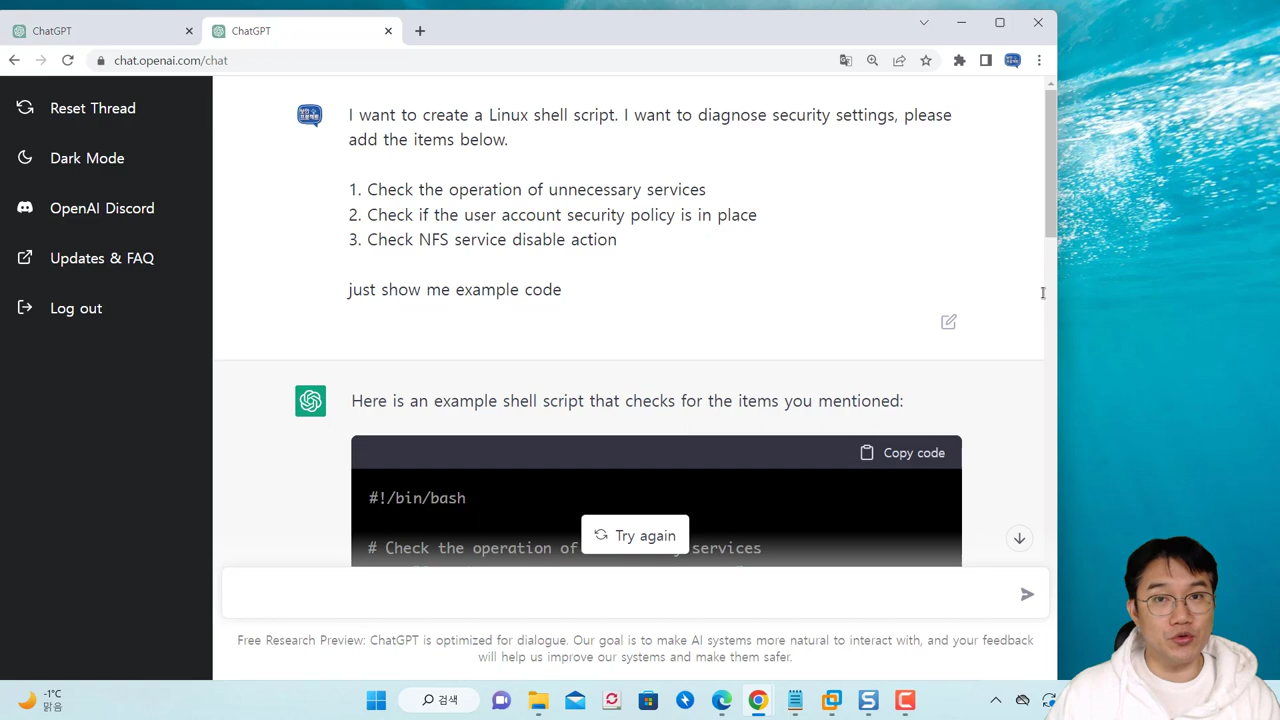 ChatGPT
ChatGPT
chat.openai.com/chat
Reset Thread
Dark Mode
OpenAI Discord
Updates & FAQ
Log out
I want to create a Linux shell script. I want to diagnose security settings, please
add the items below.
1. Check the operation of unnecessary services
2. Check if the user account security policy is in place
3. Check NFS service disable action
just show me example code
Here is an example shell script that checks for the items you mentioned:
Copy code
#!/bin/bash
Try again
# Check the operation of services
Free Research Preview: ChatGPT is optimized for dialogue. Our goal is to make AI systems more natural to interact with, and your feedback
will help us improve our systems and make them safer.
-1°C
맑음
검색